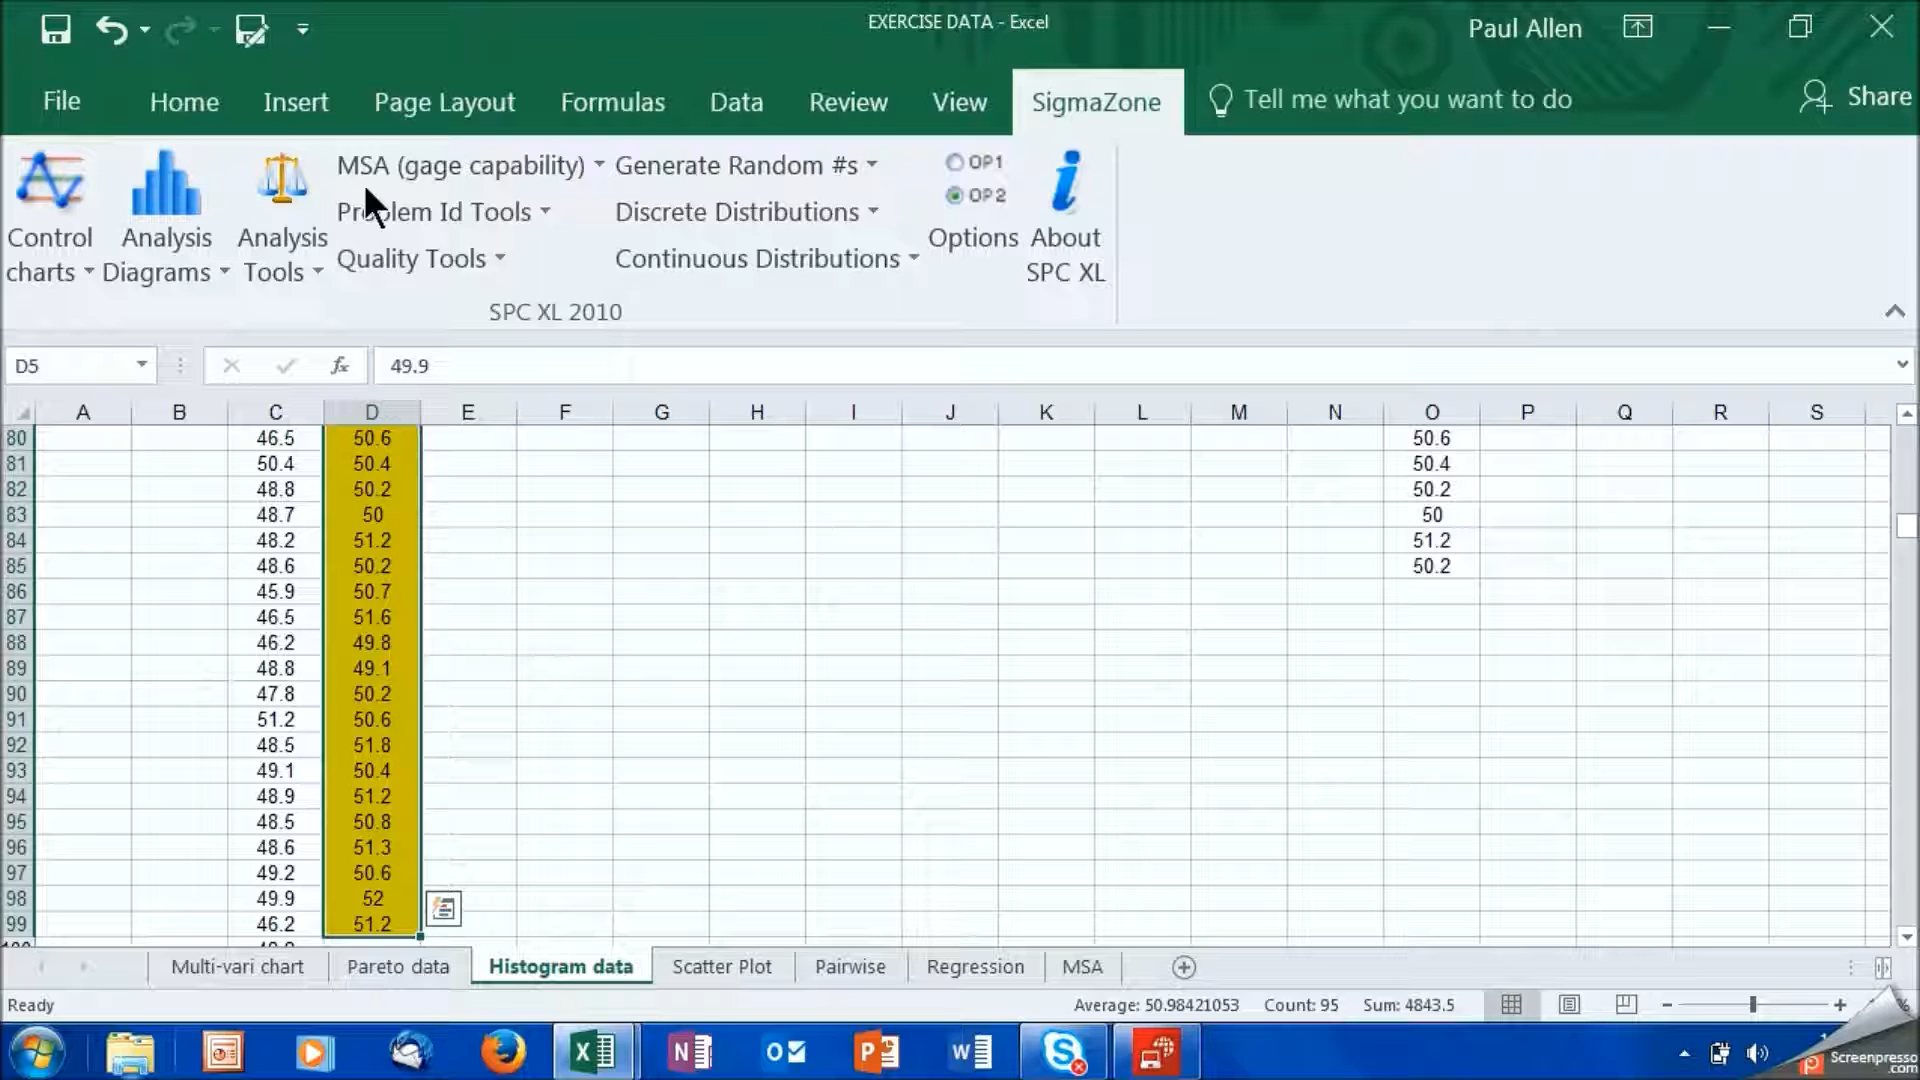 EXERCISE DATA - Excel
Paul Allen
File Home Insert Page Layout Formulas Data Review View SigmaZone Tell me what you want to do Share
MSA (gage capability) Generate Random #s OP1
Problem Id Tools Discrete Distributions OP2
Control charts Analysis Diagrams Analysis Tools Quality Tools Continuous Distributions Options About SPC XL
SPC XL 2010
D5 fx 49.9
A B C D E F G H I J K L M N O P Q R S
80 46.5 50.6 50.6
81 50.4 50.4 50.4
82 48.8 50.2 50.2
83 48.7 50 50
84 48.2 51.2 51.2
85 48.6 50.2 50.2
86 45.9 50.7
87 46.5 51.6
88 46.2 49.8
89 48.8 49.1
90 47.8 50.2
91 51.2 50.6
92 48.5 51.8
93 49.1 50.4
94 48.9 51.2
95 48.5 50.8
96 48.6 51.3
97 49.2 50.6
98 49.9 52
99 46.2 51.2
Multi-vari chart Pareto data Histogram data Scatter Plot Pairwise Regression MSA
Ready Average: 50.98421053 Count: 95 Sum: 4843.5
Screenpresso
.com